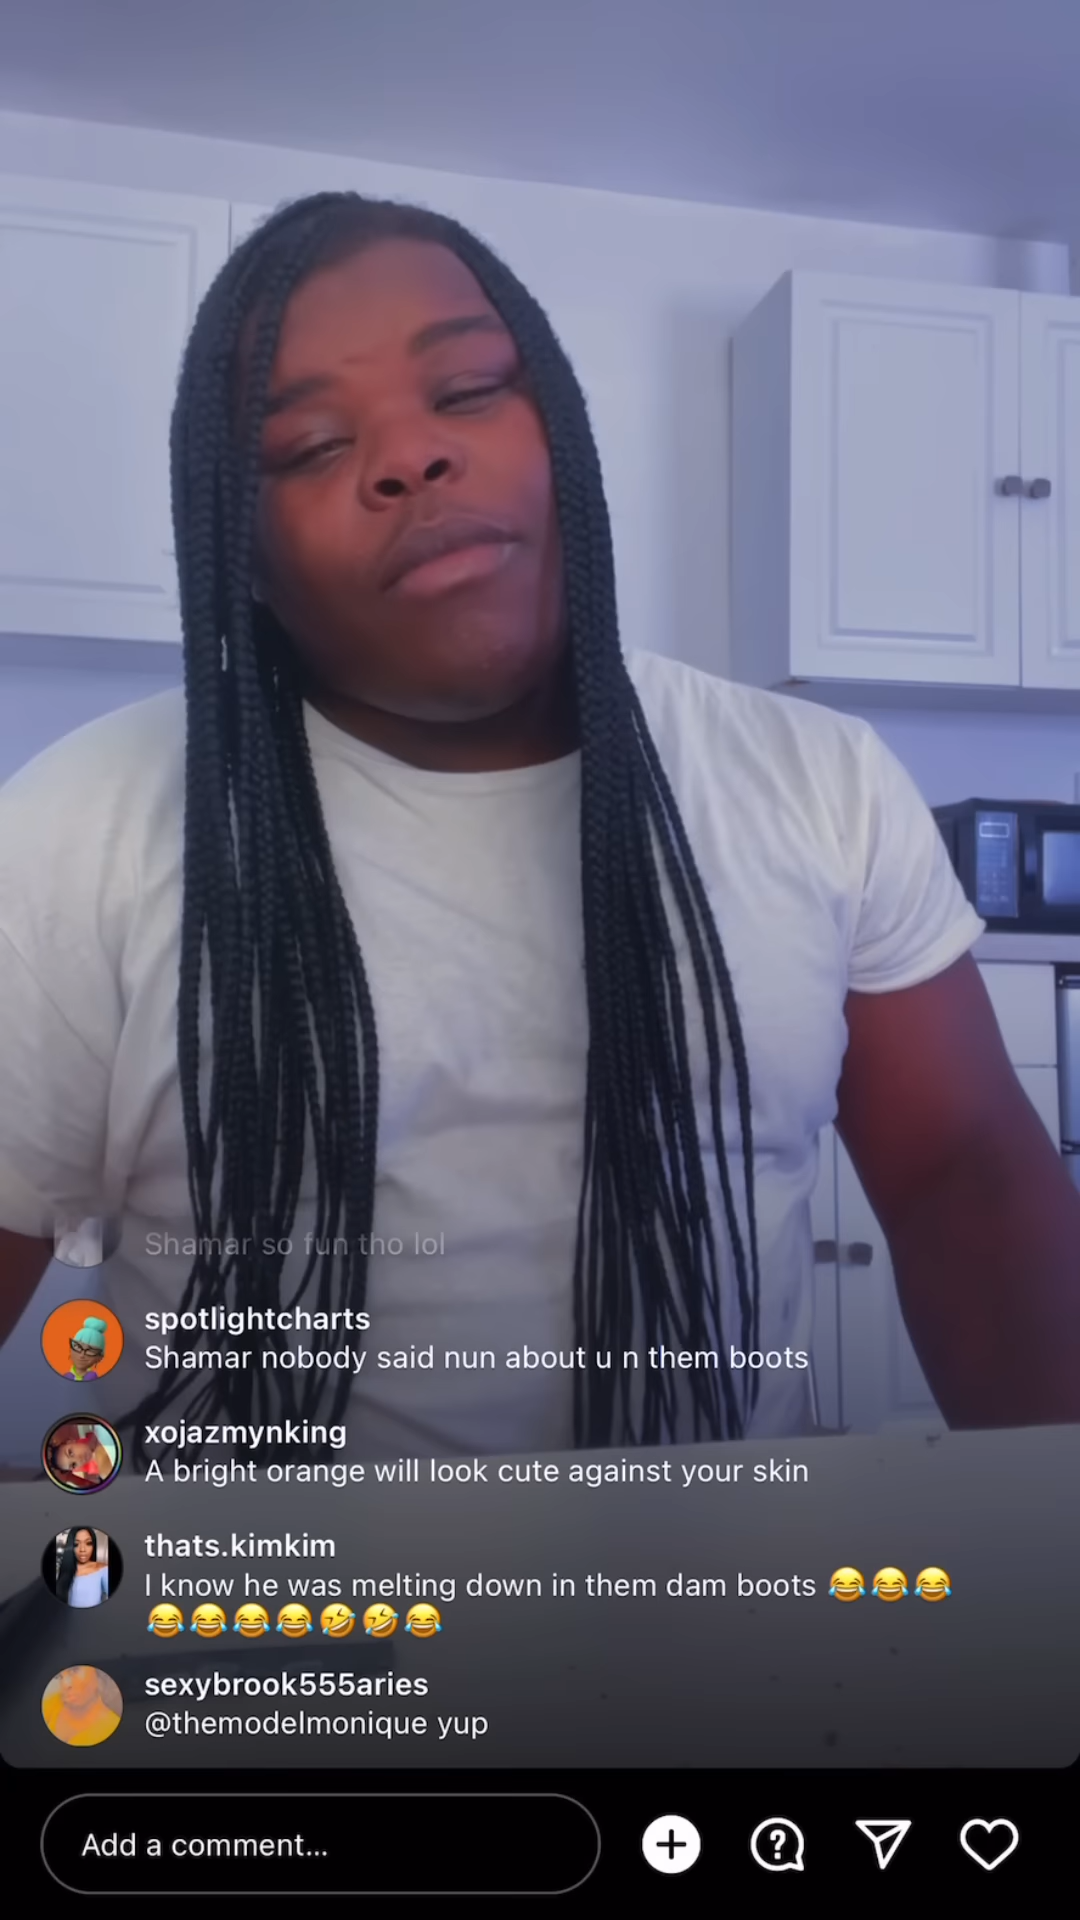 Shamar so fun tho lol
spotlightcharts
Shamar nobody said nun about u n them boots
xojazmynking
A bright orange will look cute against your skin
thats.kimkim
I know he was melting down in them dam boots 😂😂😂
😂😂😂😂🤣🤣😂
sexybrook555aries
@themodelmonique yup
Add a comment...